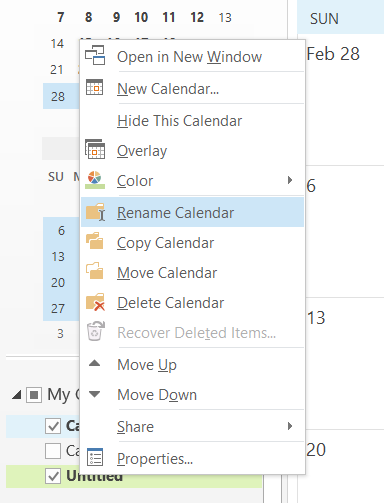 7 8 9 10 11 12 13
SUN
14
21
28
Feb 28
SU
6
13
20
27
3
Open in New Window
New Calendar...
Hide This Calendar
Overlay
Color
Rename Calendar
Copy Calendar
Move Calendar
Delete Calendar
Recover Deleted Items...
Move Up
Move Down
Share
Properties...
6
13
20
My
Untitled